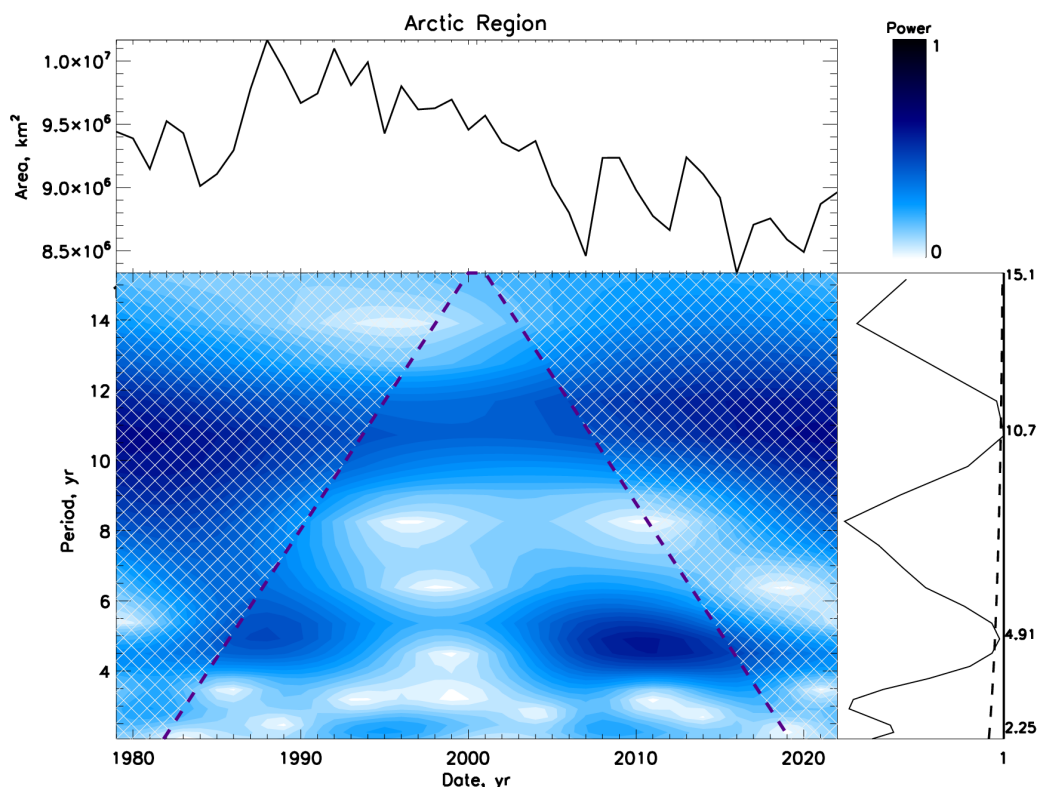 Arctic Region
Power
1
0
Area, km²
1.0×10⁷
9.5×10⁶
9.0×10⁶
8.5×10⁶
Period, yr
14
12
10
8
6
4
15.1
10.7
4.91
2.25
1980 1990 2000 2010 2020 1
Date, yr